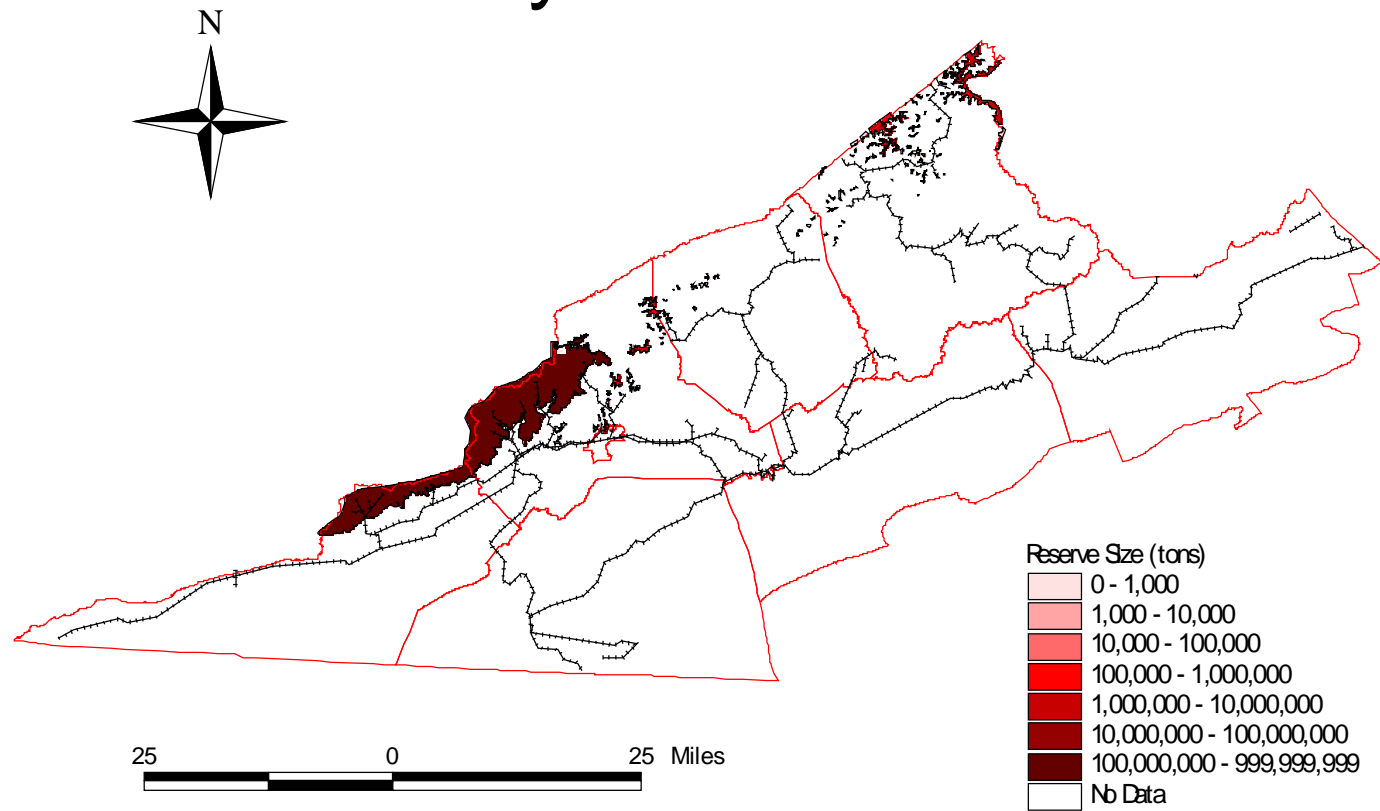 N
Reserve Size (tons)
0 - 1,000
1,000 - 10,000
10,000 - 100,000
100,000 - 1,000,000
1,000,000 - 10,000,000
10,000,000 - 100,000,000
100,000,000 - 999,999,999
No Data
25 0 25 Miles